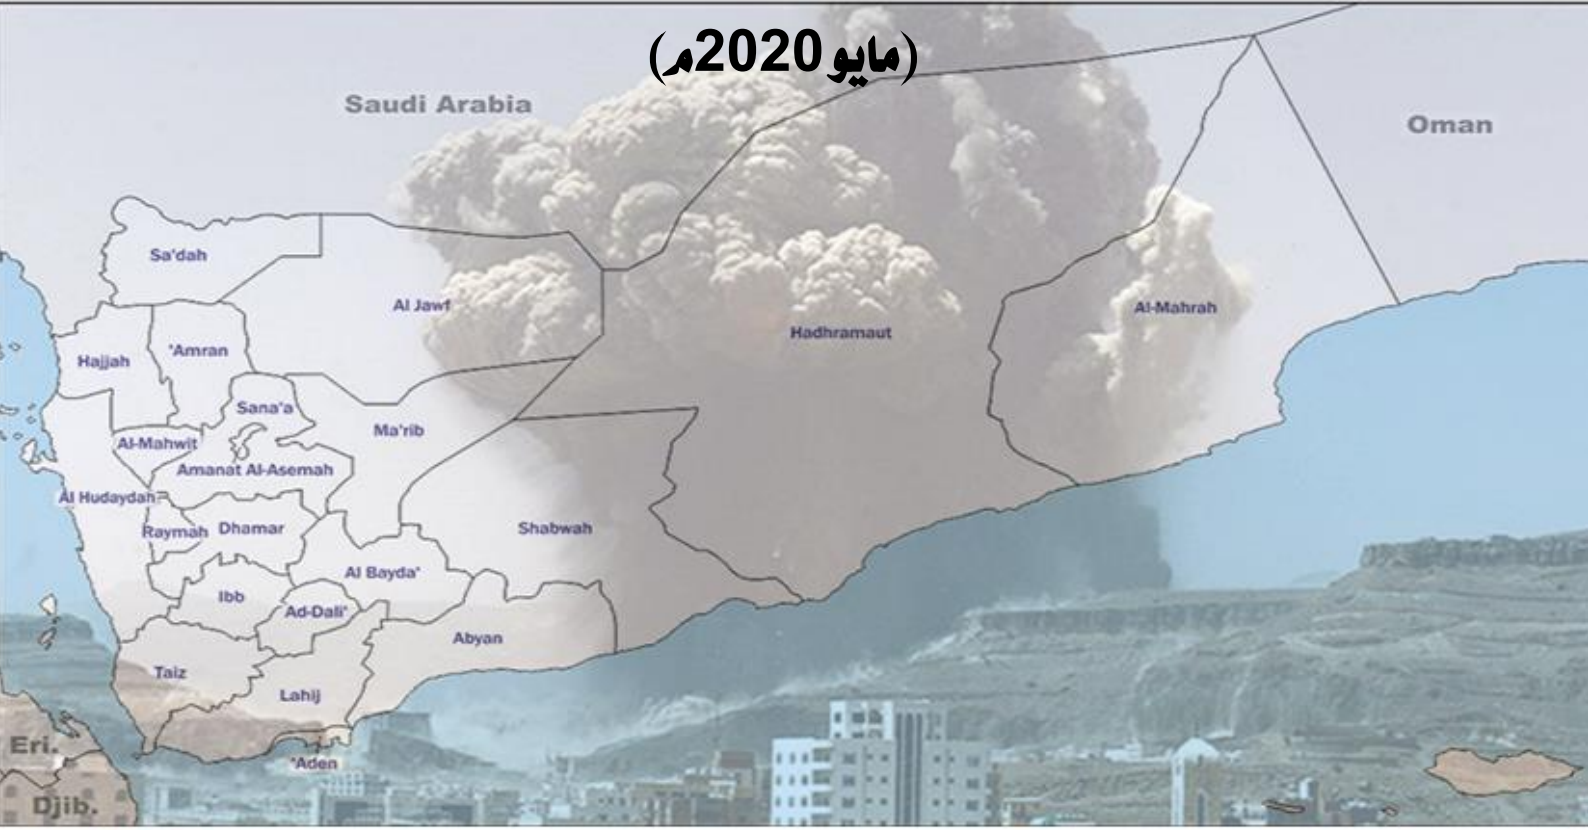 (مايو 2020م)
Saudi Arabia
Oman
Sa'dah
Al Jawf
Al-Mahrah
Hadhramaut
'Amran
Hajjah
Sana'a
Ma'rib
Al-Mahwit
Amanat Al-Asemah
Al Hudaydah
Raymah
Dhamar
Shabwah
Al Bayda'
Ibb
Ad-Dali'
Abyan
Taiz
Lahij
Eri.
'Aden
Djib.